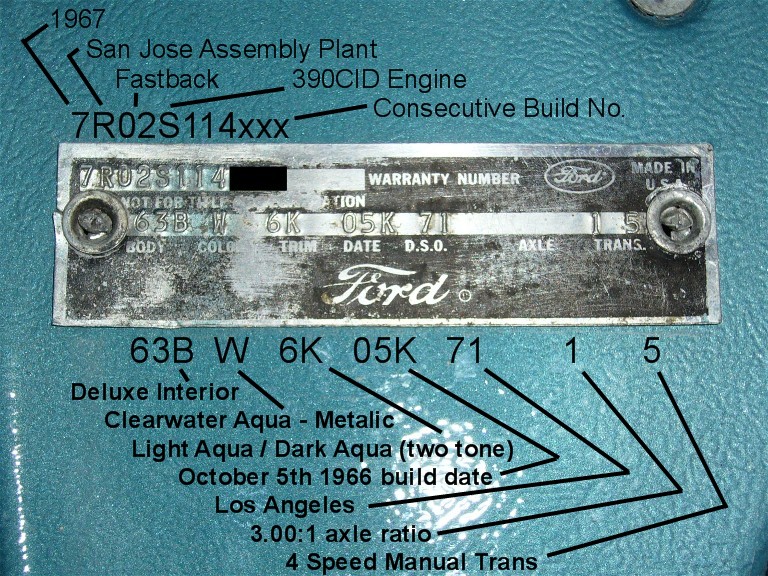 1967
San Jose Assembly Plant
Fastback 390CID Engine
Consecutive Build No.
7R02S114xxx
7R02S114 WARRANTY NUMBER Ford MADE IN U.S.A.
NOT FOR TITLE
63B W 6K 05K 71 1 5
BODY COLOR TRIM DATE D.S.O. AXLE TRANS.
Ford
63B W 6K 05K 71 1 5
Deluxe Interior
Clearwater Aqua - Metalic
Light Aqua / Dark Aqua (two tone)
October 5th 1966 build date
Los Angeles
3.00:1 axle ratio
4 Speed Manual Trans